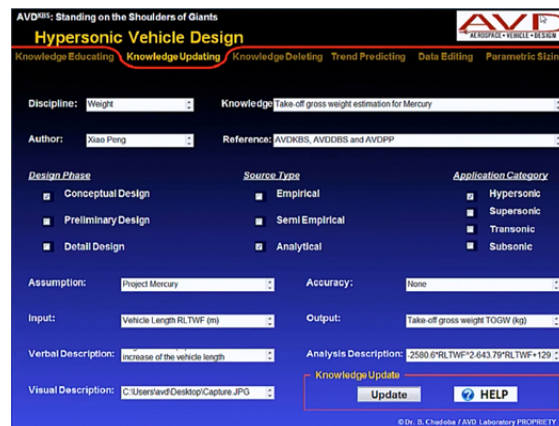 AVDKBS: Standing on the Shoulders of Giants
AVD
AEROSPACE • VEHICLE • DESIGN
Hypersonic Vehicle Design
Knowledge Educating Knowledge Updating Knowledge Deleting Trend Predicting Data Editing Parametric Sizin
Discipline: Weight Knowledge Take-off gross weight estimation for Mercury
Author: Xiao Peng Reference: AVDKBS, AVDDBS and AVDPP
Design Phase Source Type Application Category
Conceptual Design Empirical Hypersonic
Preliminary Design Semi Empirical Supersonic
Transonic
Detail Design Analytical Subsonic
Assumption: Project Mercury Accuracy: None
Input: Vehicle Length RLTWF (m) Output: Take-off gross weight TOGW (kg)
Verbal Description: increase of the vehicle length Analysis Description: -2580.6*RLTWF^2-643.79*RLTWF+129
Knowledge Update
Visual Description: C:\Users\avd\Desktop\Capture.JPG Update HELP
© Dr. B. Chudoba / AVD Laboratory PROPRIETY